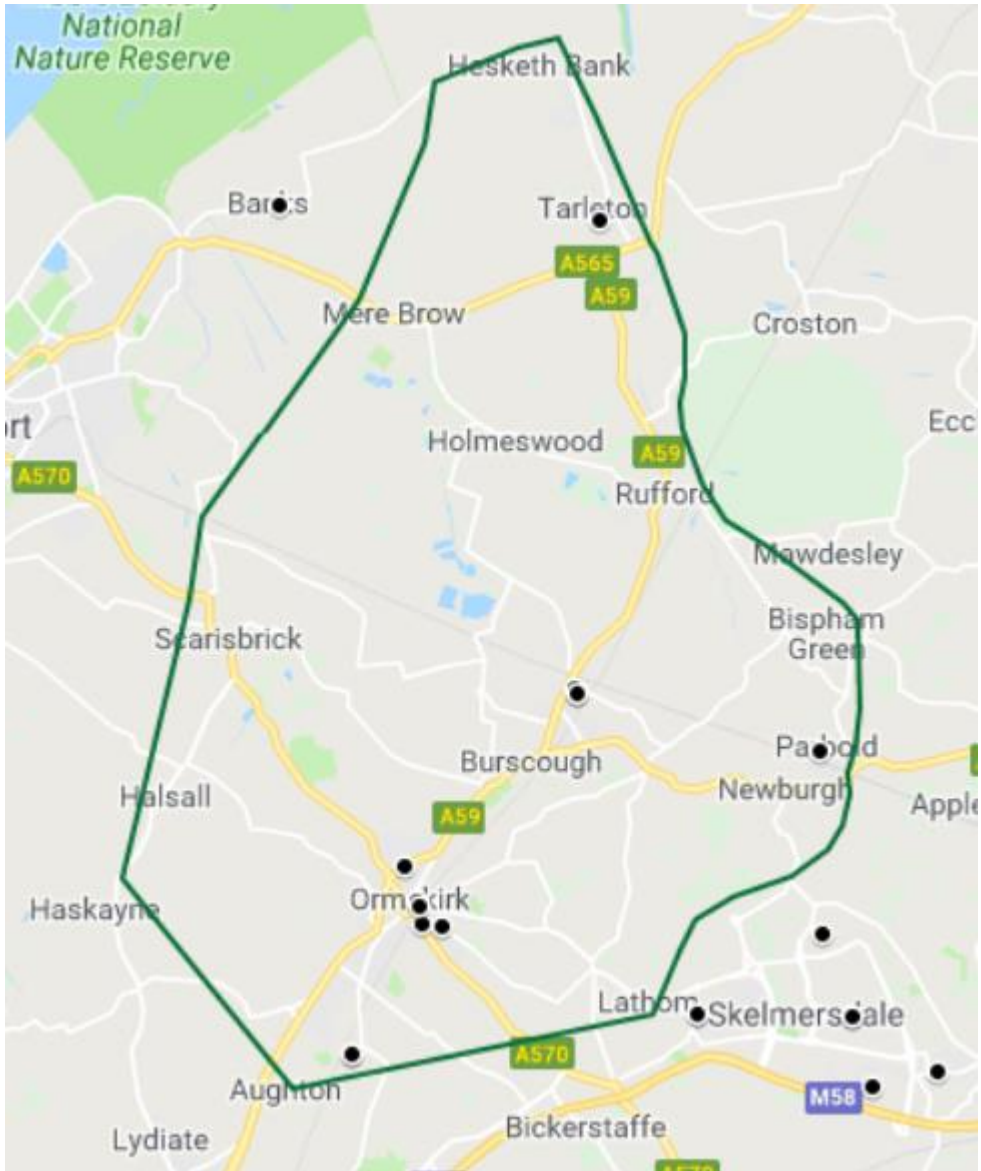 National
Nature Reserve
Hesketh Bank
Banks
Tarleton
A565
A59
Mere Brow
Croston
Holmeswood
Ecc
ort
A59
A570
Rufford
Mawdesley
Bispham
Green
Scarisbrick
Parbold
Burscough
Newburgh
Halsall
Apple
A59
Ormskirk
Haskayne
Lathom
Skelmersdale
A570
Aughton
M58
Bickerstaffe
Lydiate
A570